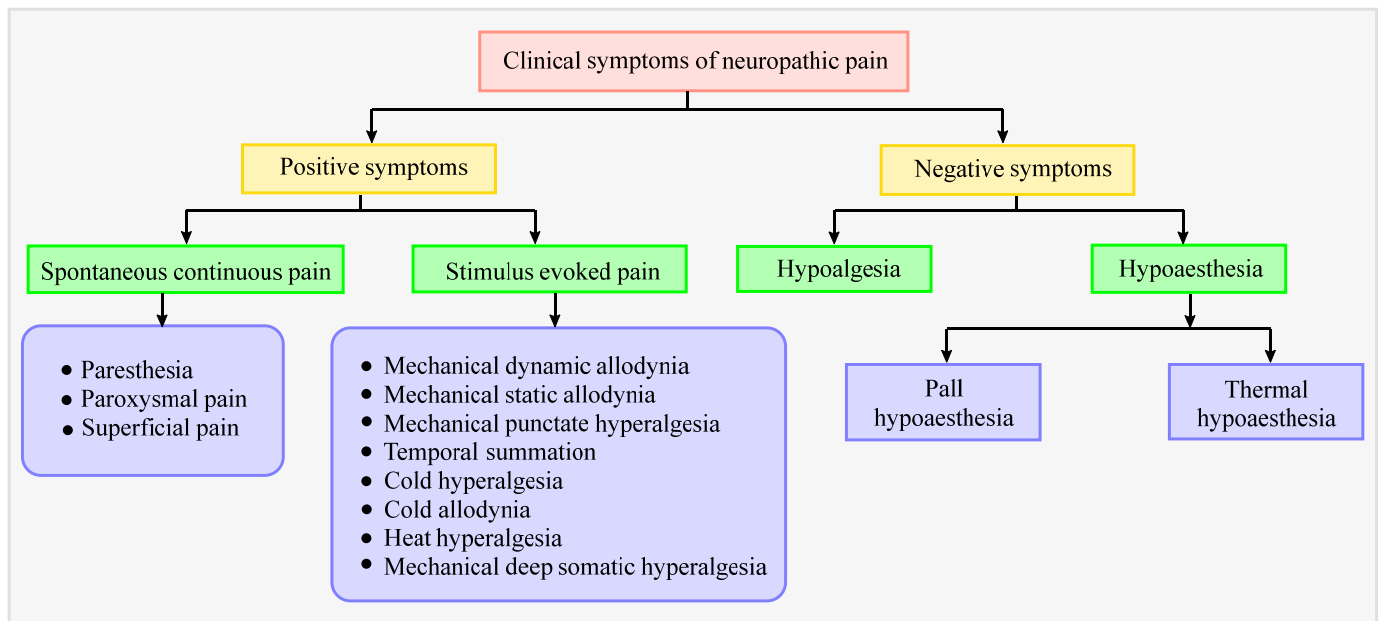 Clinical symptoms of neuropathic pain
Positive symptoms
Negative symptoms
Spontaneous continuous pain
Stimulus evoked pain
Hypoalgesia
Hypoaesthesia
• Paresthesia
• Paroxysmal pain
• Superficial pain
• Mechanical dynamic allodynia
• Mechanical static allodynia
• Mechanical punctate hyperalgesia
• Temporal summation
• Cold hyperalgesia
• Cold allodynia
• Heat hyperalgesia
• Mechanical deep somatic hyperalgesia
Pall
hypoaesthesia
Thermal
hypoaesthesia